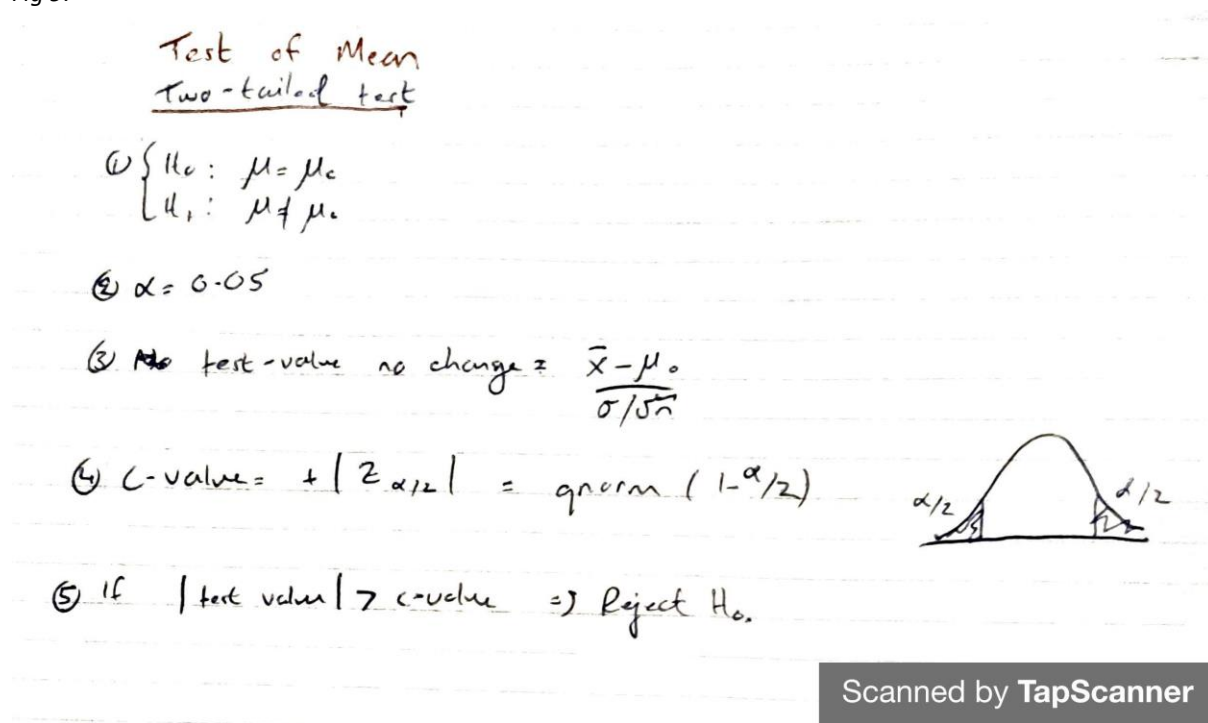 Fig 3.
Test of Mean
Two-tailed test
① { H₀ : μ = μ₀
H₁ : μ ≠ μ₀
② α = 0.05
③ test-value no change = x̄ - μ₀
σ/√n
④ C-value = + | Z α/2 | = qnorm ( 1-α/2)
α/2
α/2
⑤ If | test value | > c-value => Reject H₀.
Scanned by TapScanner